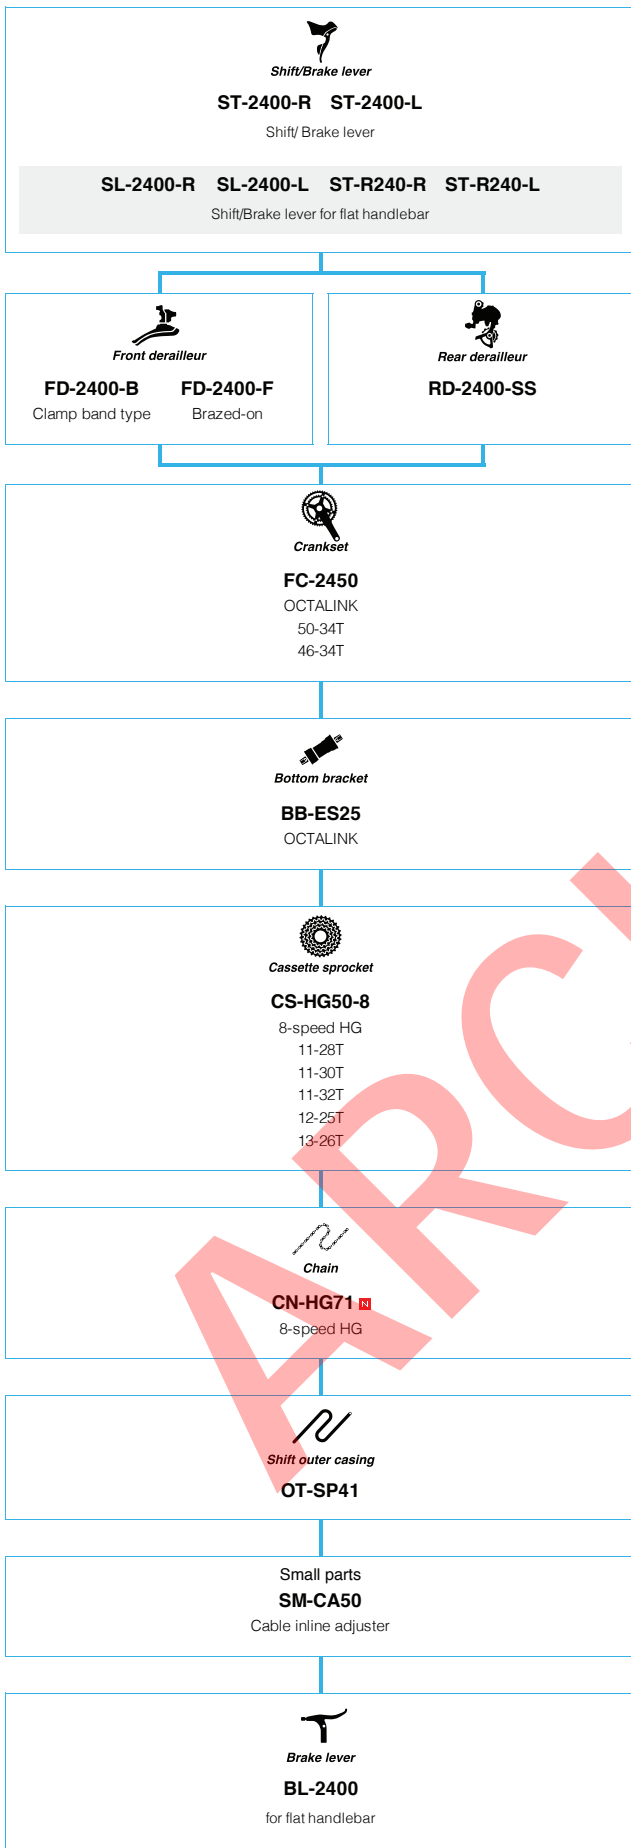 Shift/Brake lever
ST-2400-R ST-2400-L
Shift/ Brake lever
SL-2400-R SL-2400-L ST-R240-R ST-R240-L
Shift/Brake lever for flat handlebar
Front derailleur
FD-2400-B FD-2400-F
Clamp band type Brazed-on
Rear derailleur
RD-2400-SS
Crankset
FC-2450
OCTALINK
50-34T
46-34T
Bottom bracket
BB-ES25
OCTALINK
Cassette sprocket
CS-HG50-8
8-speed HG
11-28T
11-30T
11-32T
12-25T
13-26T
Chain
CN-HG71 N
8-speed HG
Shift outer casing
OT-SP41
Small parts
SM-CA50
Cable inline adjuster
Brake lever
BL-2400
for flat handlebar
ARC